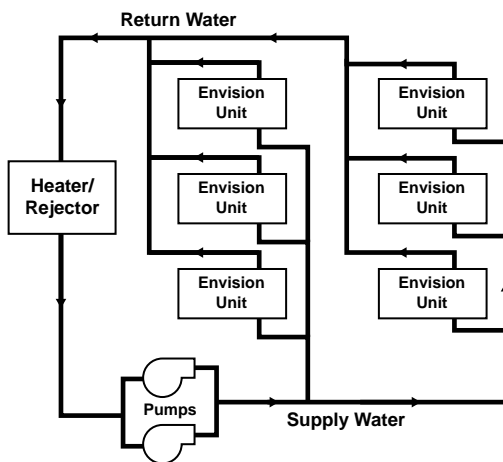 Return Water
Envision
Unit
Envision
Unit
Heater/
Rejector
Envision
Unit
Envision
Unit
Envision
Unit
Envision
Unit
Pumps
Supply Water